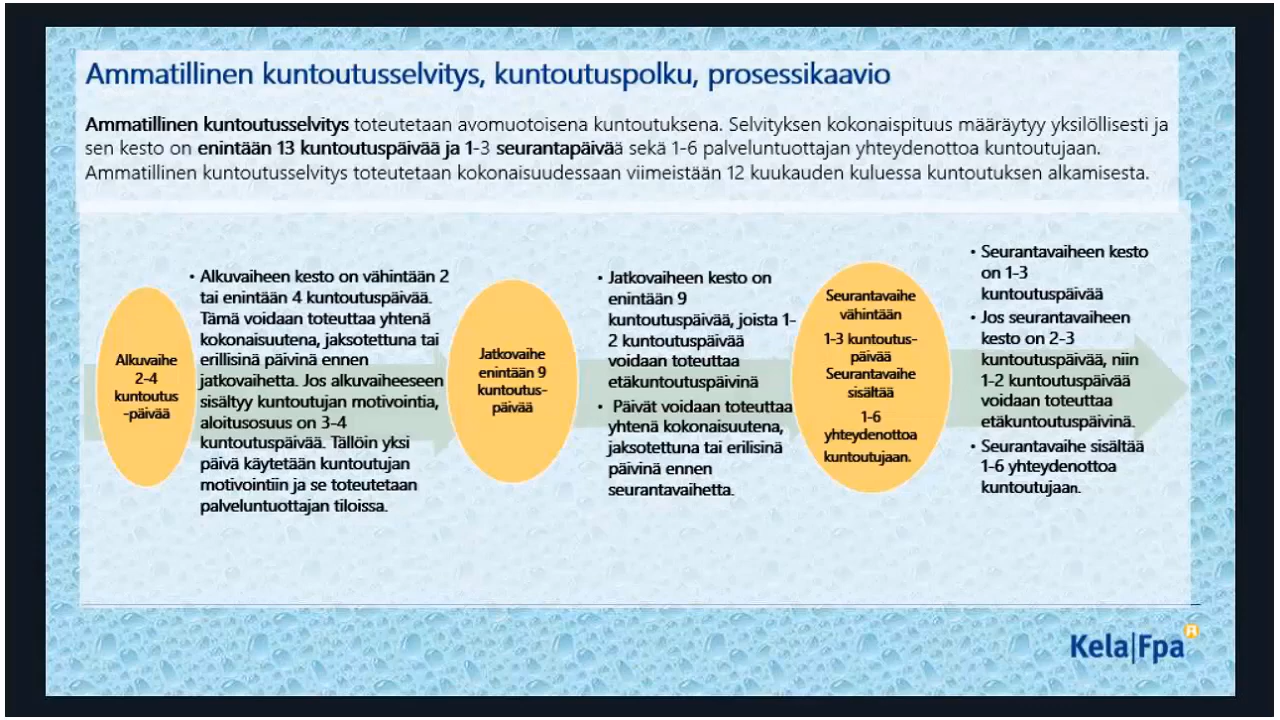 Ammatillinen kuntoutusselvitys, kuntoutuspolku, prosessikaavio
Ammatillinen kuntoutusselvitys toteutetaan avomuotoisena kuntoutuksena. Selvityksen kokonaispituus määräytyy yksilöllisesti ja
sen kesto on enintään 13 kuntoutuspäivää ja 1-3 seurantapäivää sekä 1-6 palveluntuottajan yhteydenottoa kuntoutujaan.
Ammatillinen kuntoutusselvitys toteutetaan kokonaisuudessaan viimeistään 12 kuukauden kuluessa kuntoutuksen alkamisesta.
Alkuvaihe
2-4
kuntoutus
-päivää
• Alkuvaiheen kesto on vähintään 2
tai enintään 4 kuntoutuspäivää.
Tämä voidaan toteuttaa yhtenä
kokonaisuutena, jaksotettuna tai
erillisinä päivinä ennen
jatkovaihetta. Jos alkuvaiheeseen
sisältyy kuntoutujan motivointia,
aloitusosuus on 3-4
kuntoutuspäivää. Tällöin yksi
päivä käytetään kuntoutujan
motivointiin ja se toteutetaan
palveluntuottajan tiloissa.
Jatkovaihe
enintään 9
kuntoutus-
päivää
• Jatkovaiheen kesto on
enintään 9
kuntoutuspäivää, joista 1-
2 kuntoutuspäivää
voidaan toteuttaa
etäkuntoutuspäivinä
• Päivät voidaan toteuttaa
yhtenä kokonaisuutena,
jaksotettuna tai erilisinä
päivinä ennen
seurantavaihetta.
Seurantavaihe
vähintään
1-3 kuntoutus-
päivää
Seurantavaihe
sisältää
1-6
yhteydenottoa
kuntoutujaan.
• Seurantavaiheen kesto
on 1-3
kuntoutuspäivää
• Jos seurantavaiheen
kesto on 2-3
kuntoutuspäivää, niin
1-2 kuntoutuspäivää
voidaan toteuttaa
etäkuntoutuspäivinä.
• Seurantavaihe sisältää
1-6 yhteydenottoa
kuntoutujaan.
Kela|Fpa